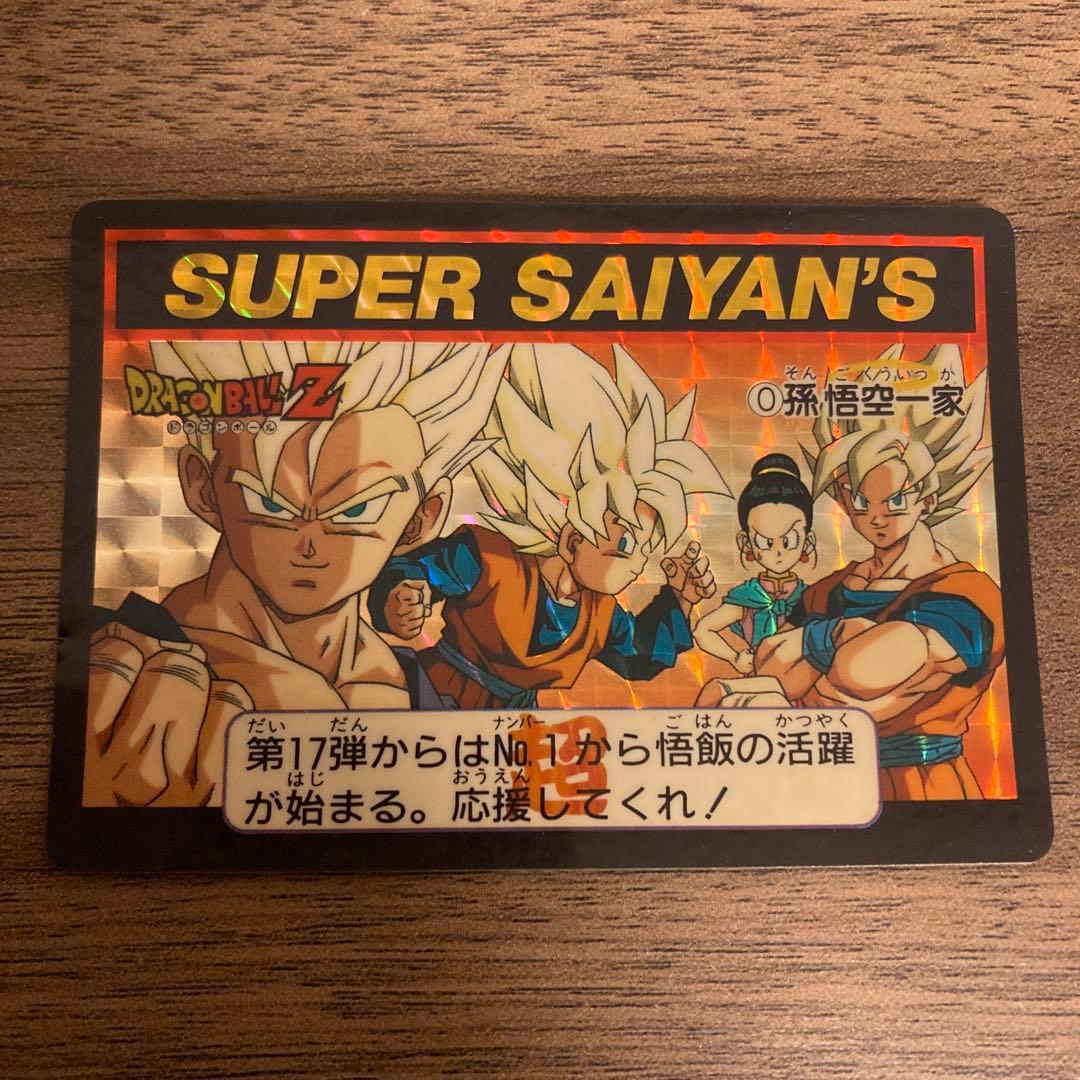 SUPER SAIYAN'S
DRAGON BALL Z
ドラゴンボール
そんごくういっか
0孫悟空一家
だいだんナンバーごはんかつやく
第17弾からはNo.1から悟飯の活躍
はじおうえん
が始まる。応援してくれ!
超